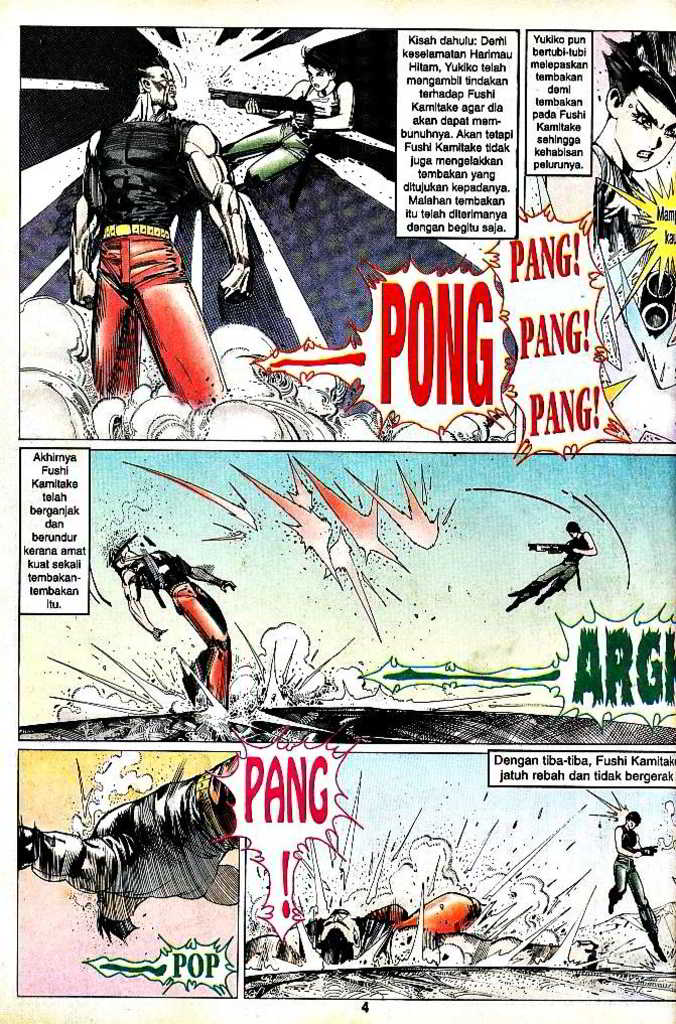 Kisah dahulu: Demi
keselamatan Harimau
Hitam, Yukiko telah
mengambil tindakan
terhadap Fushi
Kamitake agar dia
akan dapat mem-
bunuhnya. Akan tetapi
Fushi Kamitake tidak
juga mengelakkan
tembakan yang
ditujukan kepadanya.
Malahan tembakan
itu telah diterimanya
dengan begitu saja.
Yukiko pun
bertubi-tubi
melepaskan
tembakan
demi
tembakan
pada Fushi
Kamitake
sehingga
kehabisan
pelurunya.
PONG
PANG!
PANG!
PANG!
Akhirnya
Fushi
Kamitake
telah
berganjak
dan
berundur
kerana amat
kuat sekali
tembakan-
tembakan
itu.
ARGH
PANG
!
POP
Dengan tiba-tiba, Fushi Kamitake
jatuh rebah dan tidak bergerak
4